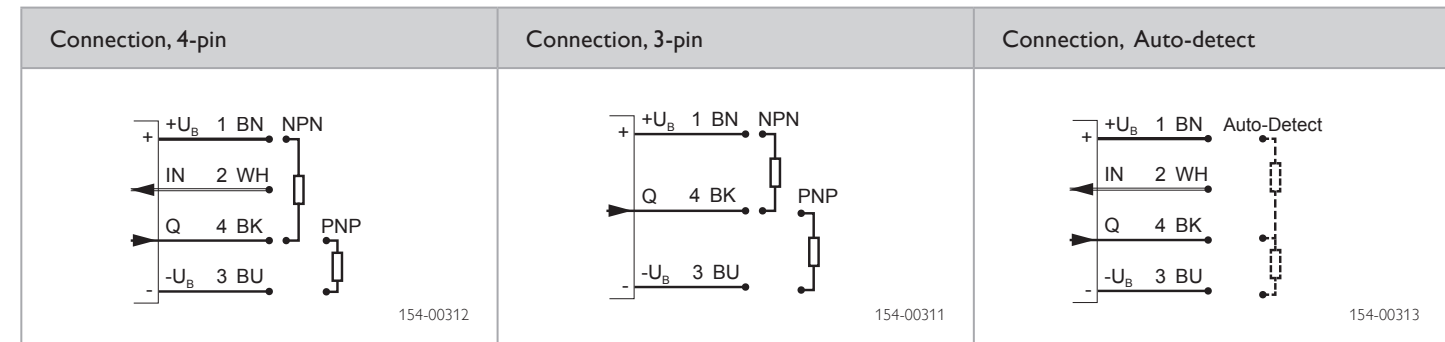 Connection, 4-pin
Connection, 3-pin
Connection, Auto-detect
+ +UB 1 BN NPN
IN 2 WH
Q 4 BK PNP
- -UB 3 BU
154-00312
+ +UB 1 BN NPN
Q 4 BK PNP
- -UB 3 BU
154-00311
+ +UB 1 BN Auto-Detect
IN 2 WH
Q 4 BK
- -UB 3 BU
154-00313